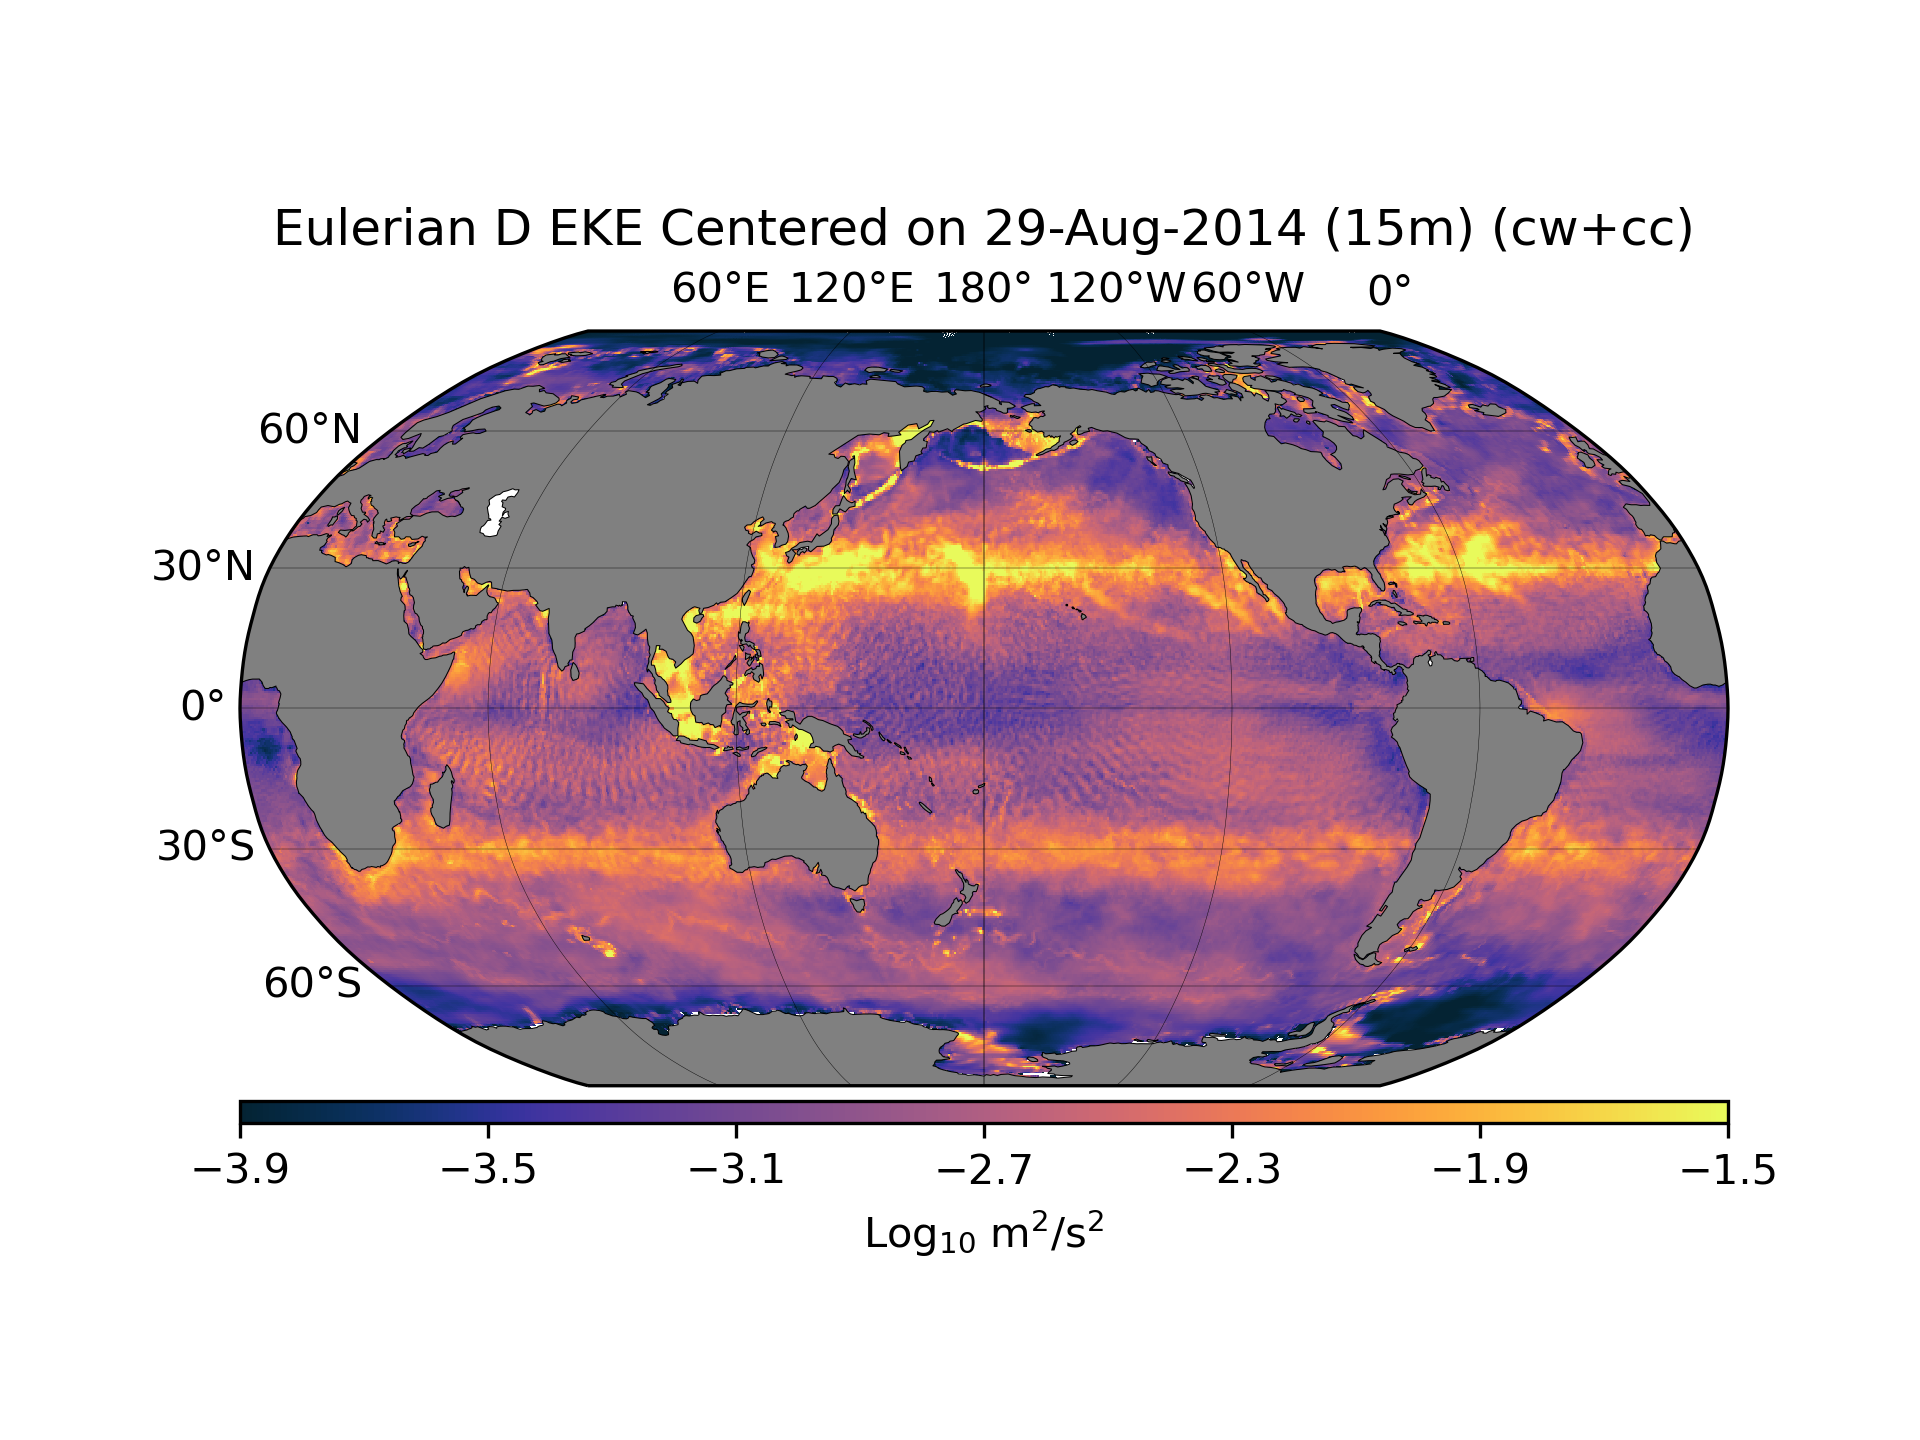 Eulerian D EKE Centered on 29-Aug-2014 (15m) (cw+cc)
60°E 120°E 180° 120°W 60°W 0°
60°N
30°N
0°
30°S
60°S
−3.9 −3.5 −3.1 −2.7 −2.3 −1.9 −1.5
Log₁₀ m²/s²